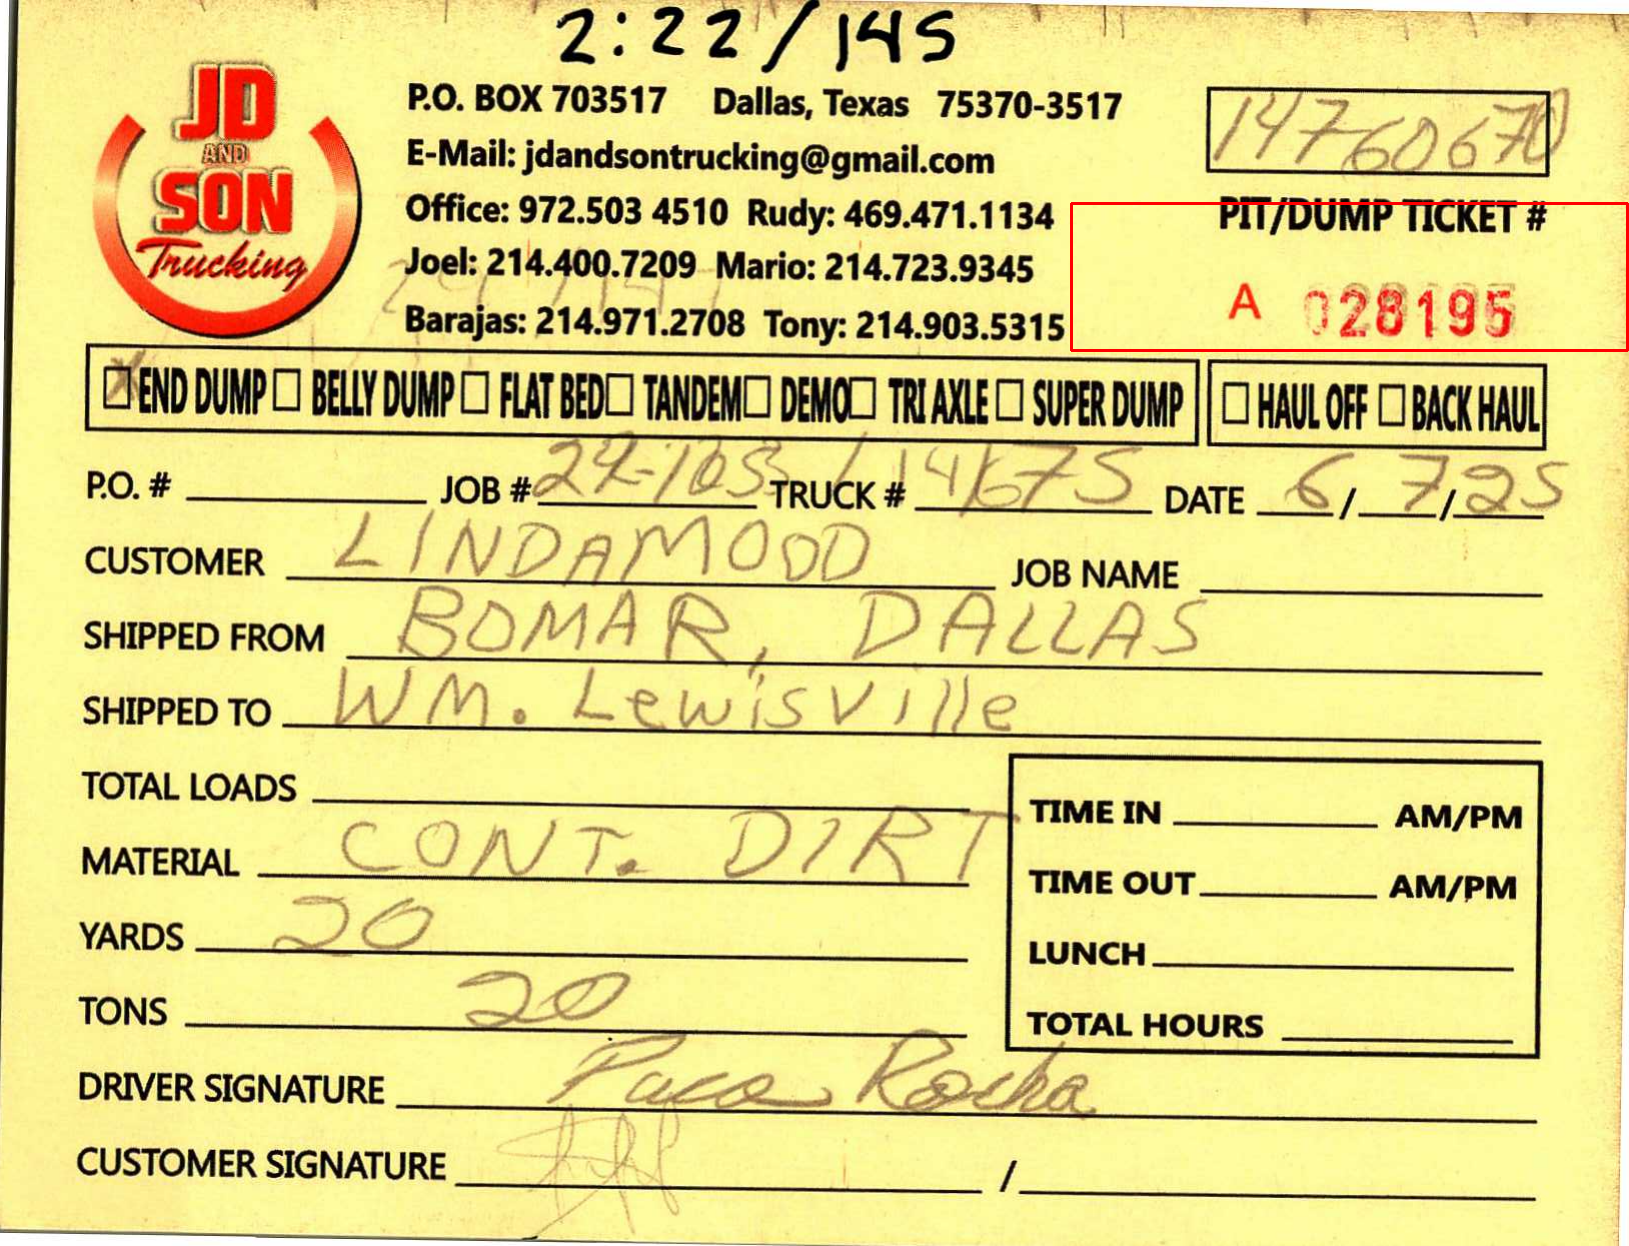 2:22/145
JD
AND
SON
Trucking
P.O. BOX 703517 Dallas, Texas 75370-3517
E-Mail: jdandsontrucking@gmail.com
Office: 972.503 4510 Rudy: 469.471.1134
Joel: 214.400.7209 Mario: 214.723.9345
Barajas: 214.971.2708 Tony: 214.903.5315
14760670
PIT/DUMP TICKET #
A 028195
END DUMP BELLY DUMP FLAT BED TANDEM DEMO TRI AXLE SUPER DUMP HAUL OFF BACK HAUL
P.O. # JOB # 24-103 TRUCK # / 14675 DATE 6/7/25
CUSTOMER LINDAMOOD JOB NAME
SHIPPED FROM BOMAR, DALLAS
SHIPPED TO WM. Lewisville
TOTAL LOADS
MATERIAL CONT. DIRT
YARDS 20
TONS 20
TIME IN AM/PM
TIME OUT AM/PM
LUNCH
TOTAL HOURS
DRIVER SIGNATURE Paco Rocha
CUSTOMER SIGNATURE /